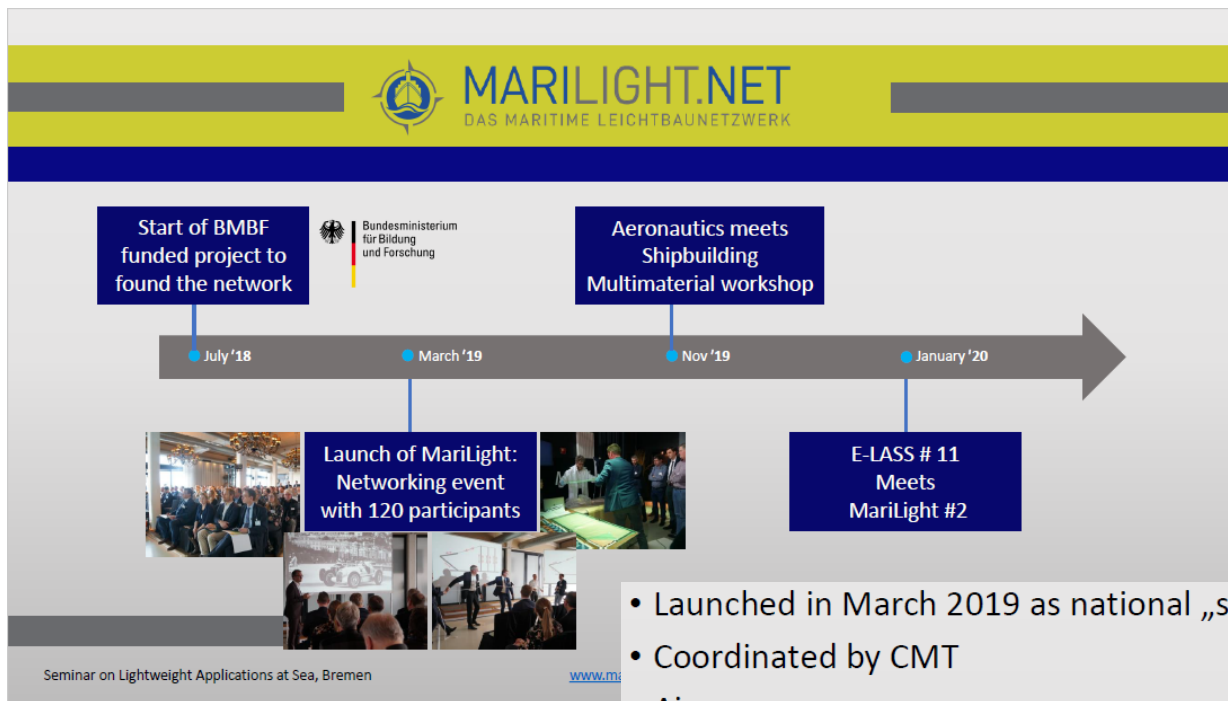 MARILIGHT.NET
DAS MARITIME LEICHTBAUNETZWERK
Start of BMBF
funded project to
found the network
Bundesministerium
für Bildung
und Forschung
Aeronautics meets
Shipbuilding
Multimaterial workshop
July '18
March '19
Nov '19
January '20
Launch of MariLight:
Networking event
with 120 participants
E-LASS # 11
Meets
MariLight #2
• Launched in March 2019 as national „s
• Coordinated by CMT
Seminar on Lightweight Applications at Sea, Bremen
www.ma